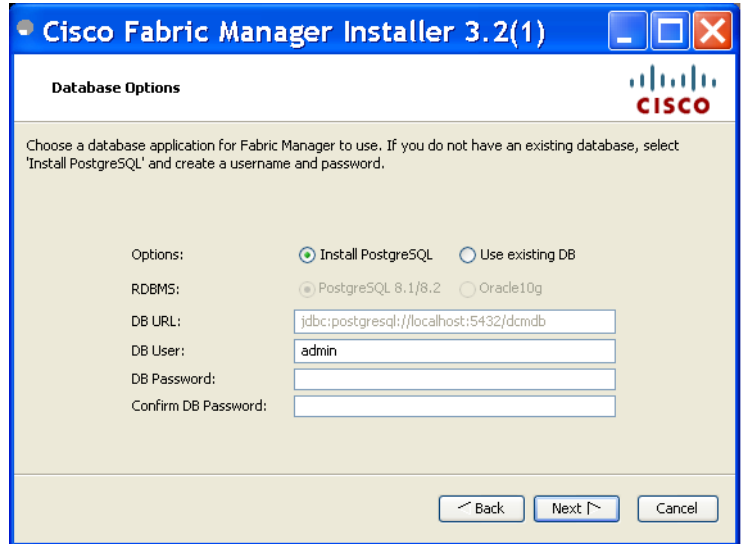 Cisco Fabric Manager Installer 3.2(1)
Database Options
CISCO
Choose a database application for Fabric Manager to use. If you do not have an existing database, select
'Install PostgreSQL' and create a username and password.
Options: Install PostgreSQL Use existing DB
RDBMS: PostgreSQL 8.1/8.2 Oracle10g
DB URL: jdbc:postgresql://localhost:5432/dcmdb
DB User: admin
DB Password:
Confirm DB Password:
Back Next Cancel